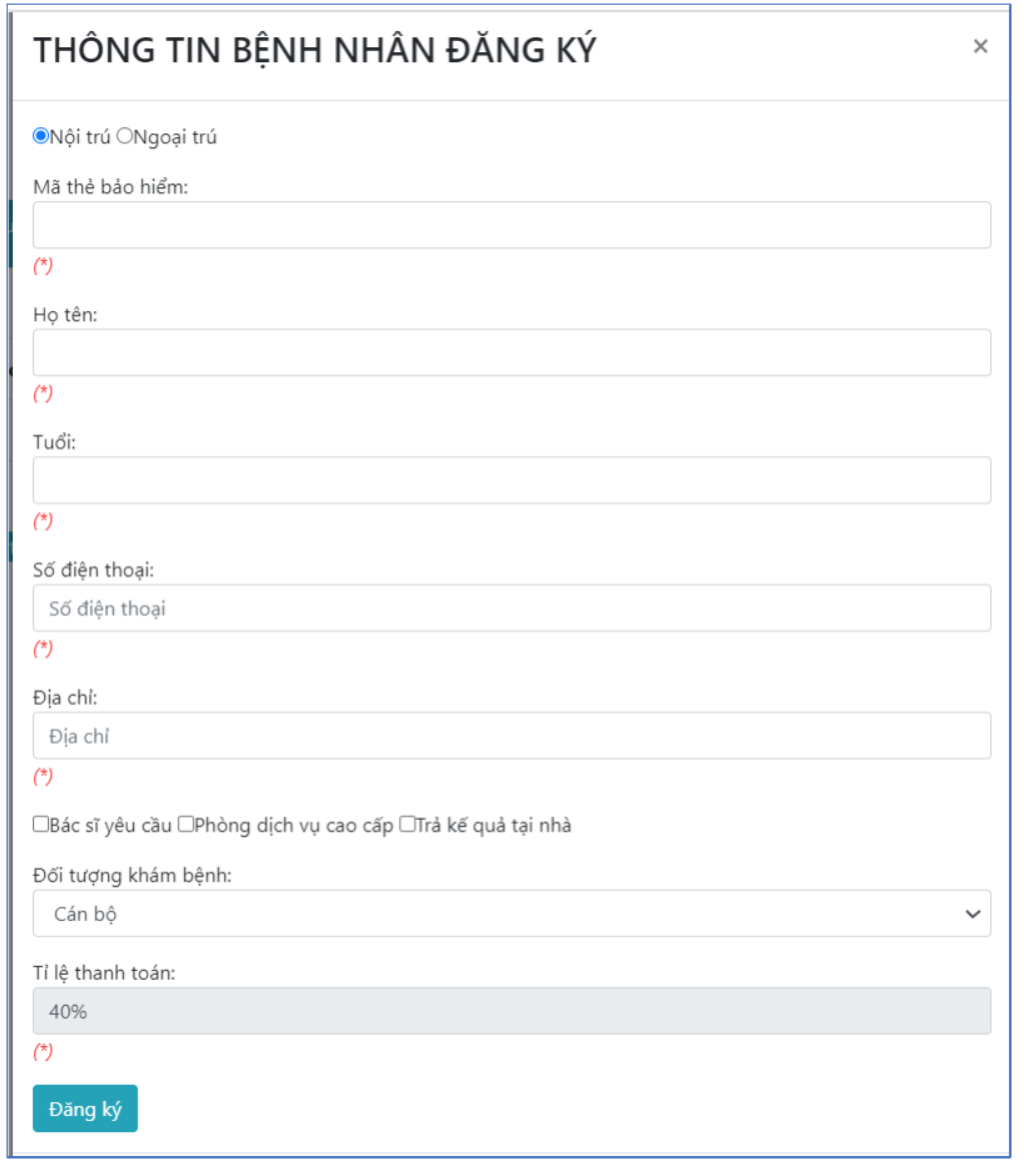 THÔNG TIN BỆNH NHÂN ĐĂNG KÝ ×
Nội trú Ngoại trú
Mã thẻ bảo hiểm:
(*)
Họ tên:
(*)
Tuổi:
(*)
Số điện thoại:
Số điện thoại
(*)
Địa chỉ:
Địa chỉ
(*)
Bác sĩ yêu cầu Phòng dịch vụ cao cấp Trả kế quả tại nhà
Đối tượng khám bệnh:
Cán bộ
Tỉ lệ thanh toán:
40%
(*)
Đăng ký